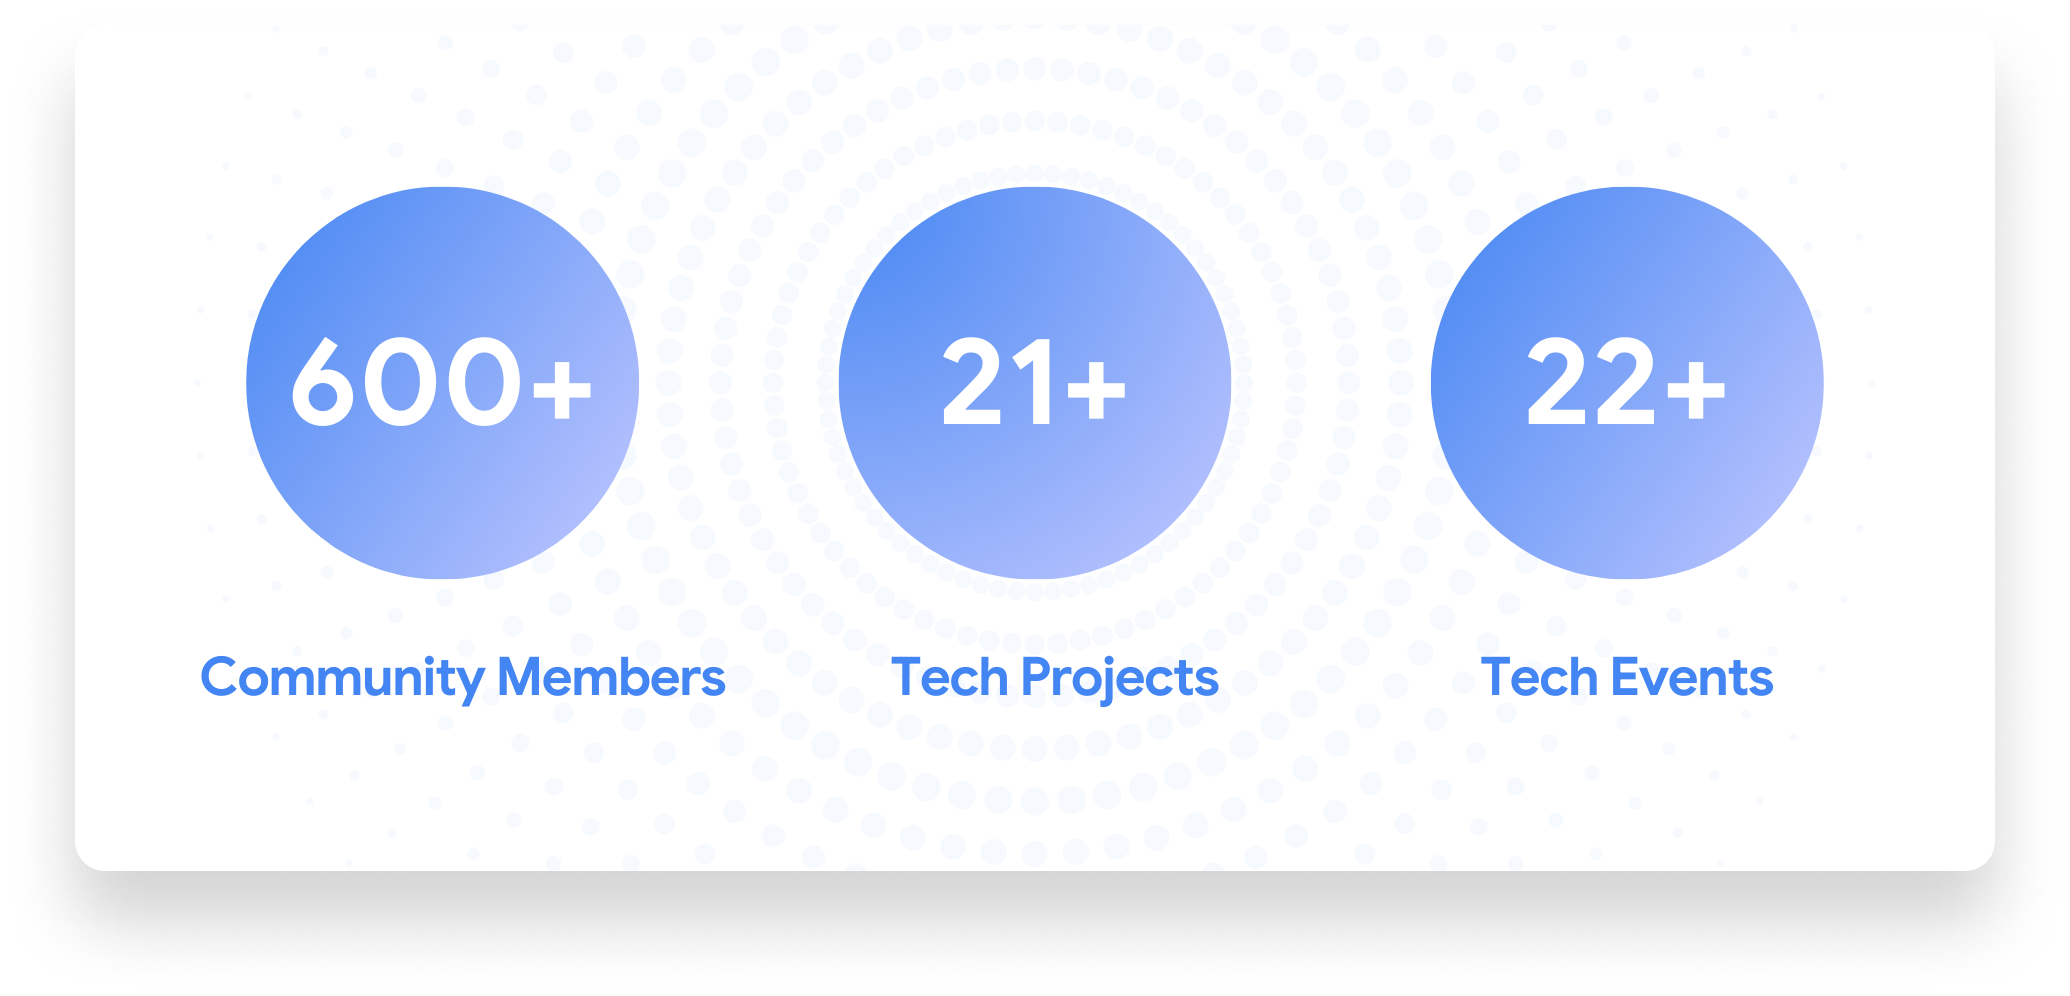 600+
21+
22+
Community Members
Tech Projects
Tech Events